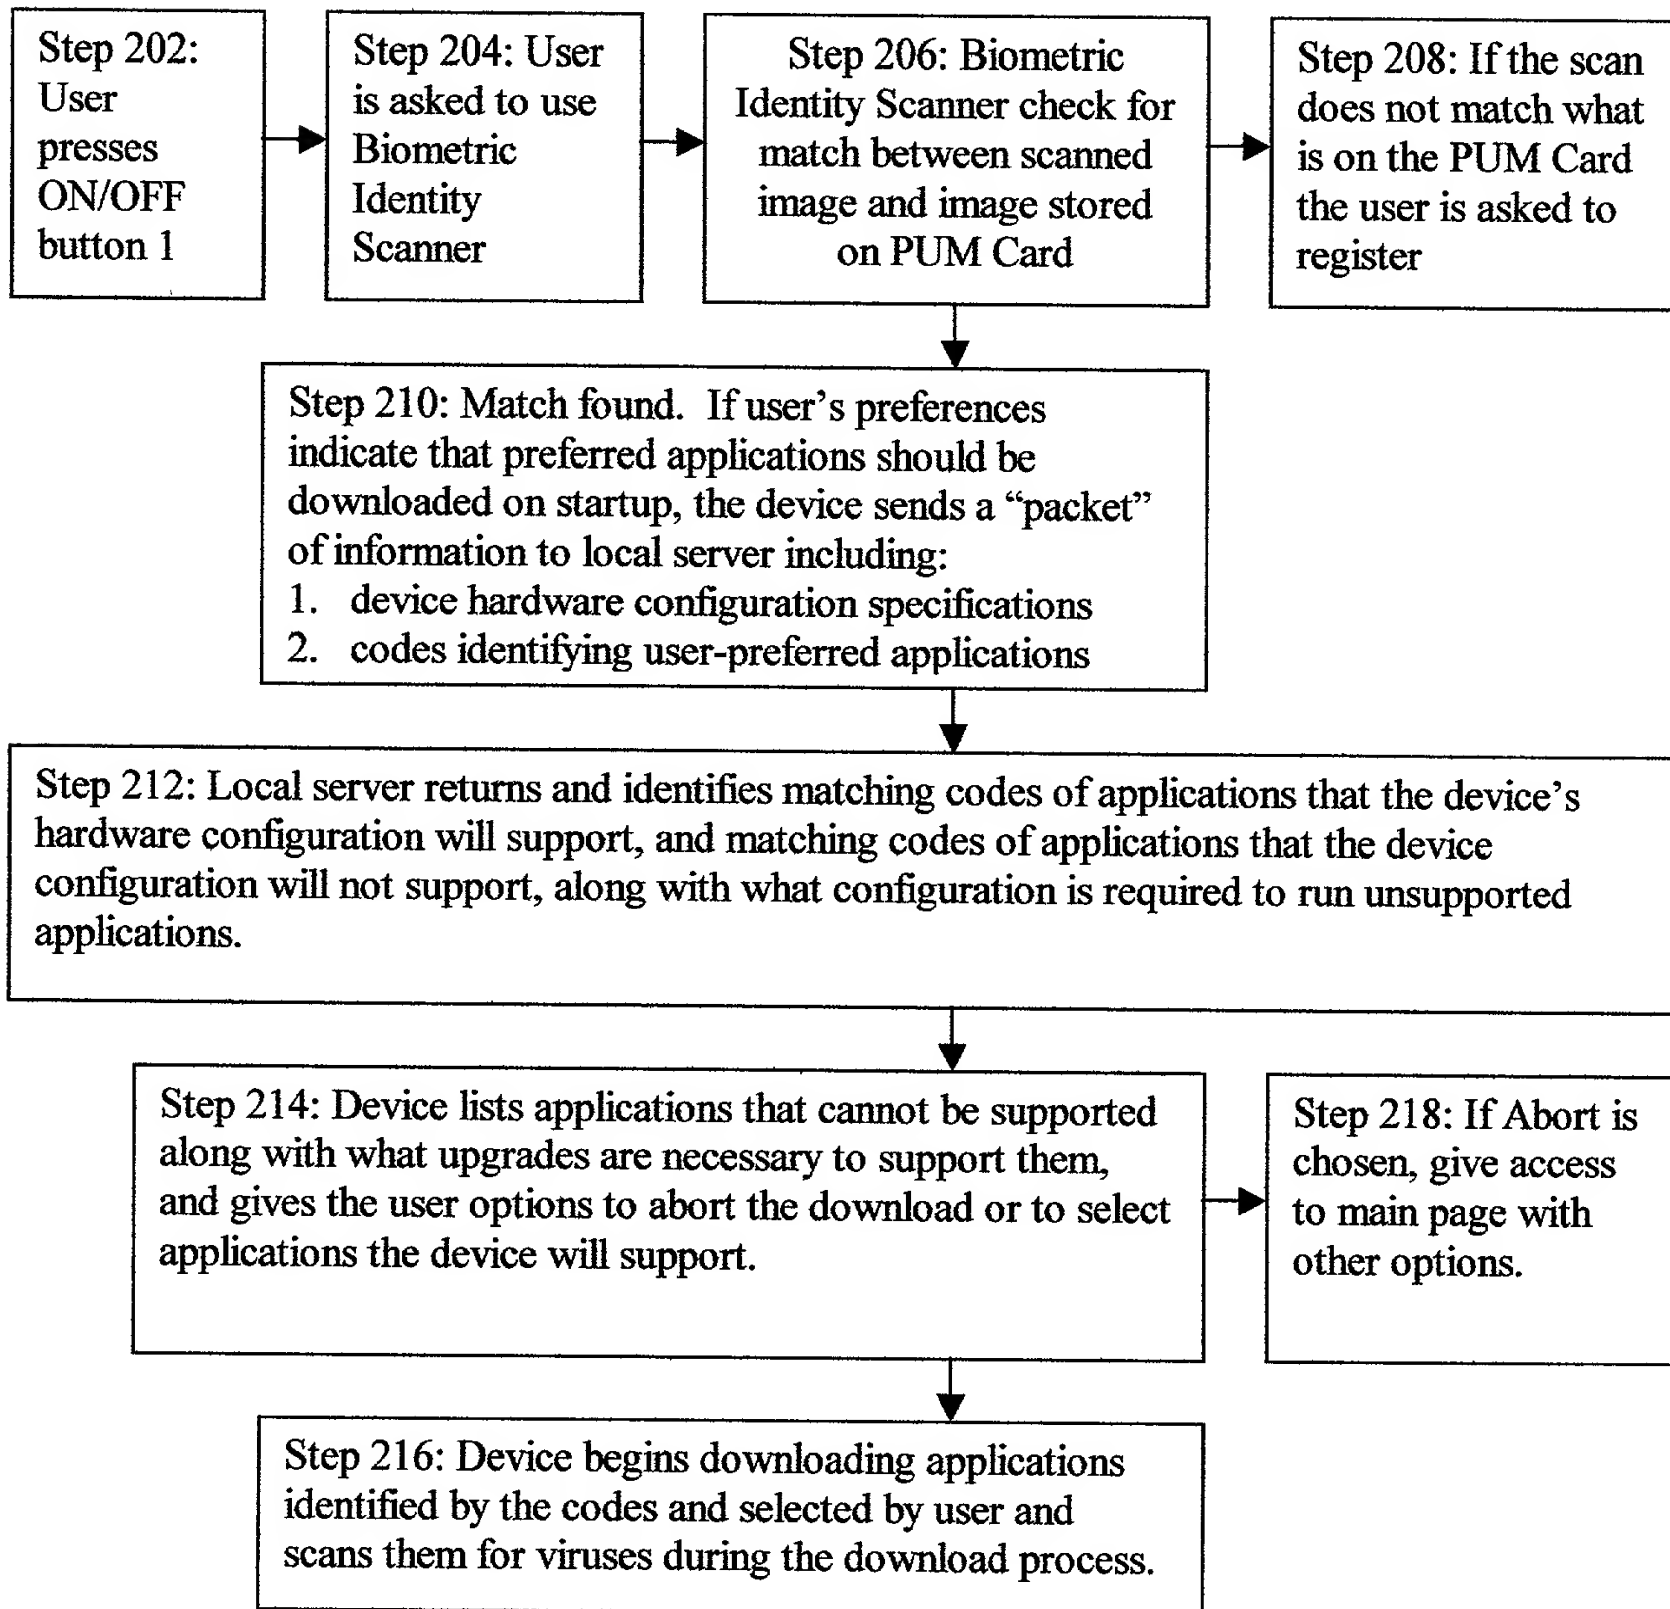 Step 202:
User
presses
ON/OFF
button 1
Step 204: User
is asked to use
Biometric
Identity
Scanner
Step 206: Biometric
Identity Scanner check for
match between scanned
image and image stored
on PUM Card
Step 208: If the scan
does not match what
is on the PUM Card
the user is asked to
register
Step 210: Match found.  If user's preferences
indicate that preferred applications should be
downloaded on startup, the device sends a “packet”
of information to local server including:
1.  device hardware configuration specifications
2.  codes identifying user-preferred applications
Step 212: Local server returns and identifies matching codes of applications that the device's
hardware configuration will support, and matching codes of applications that the device
configuration will not support, along with what configuration is required to run unsupported
applications.
Step 214: Device lists applications that cannot be supported
along with what upgrades are necessary to support them,
and gives the user options to abort the download or to select
applications the device will support.
Step 218: If Abort is
chosen, give access
to main page with
other options.
Step 216: Device begins downloading applications
identified by the codes and selected by user and
scans them for viruses during the download process.